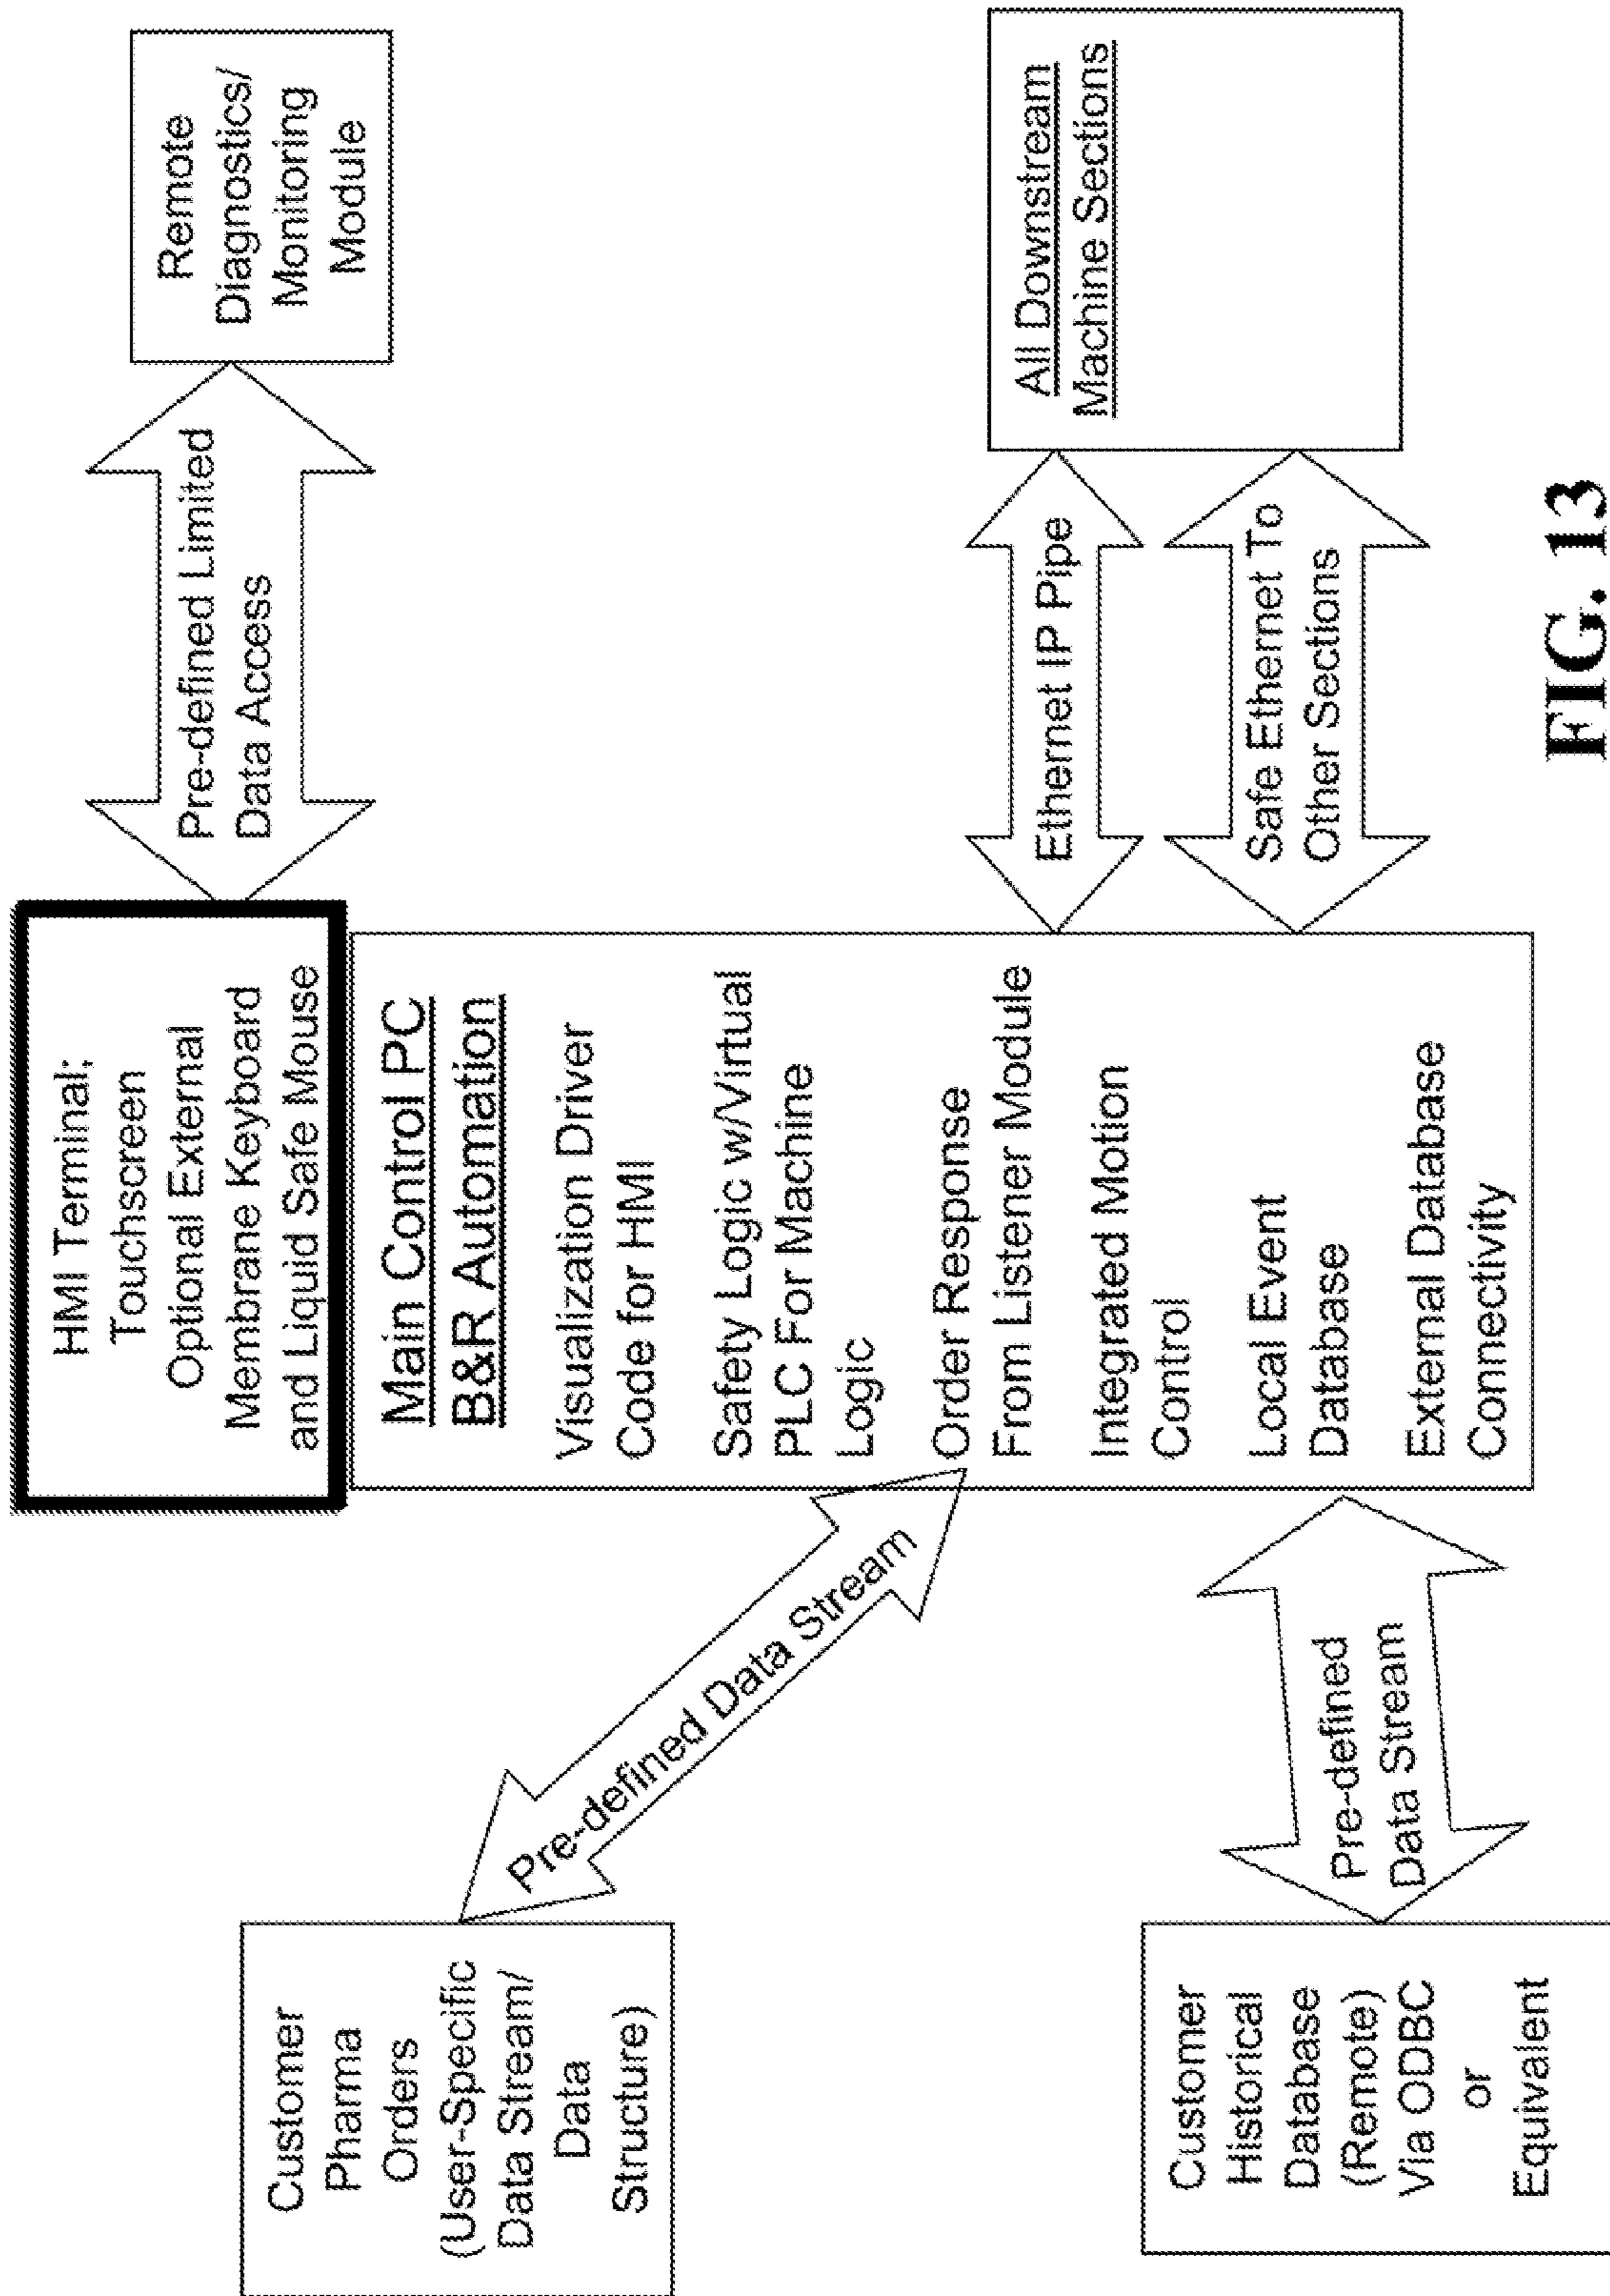 Customer
Pharma
Orders
(User-Specific
Data Stream/
Data
Structure)
Pre-defined Data Stream
Customer
Historical
Database
(Remote)
Via ODBC
or
Equivalent
Pre-defined
Data Stream
HMI Terminal:
Touchscreen
Optional External
Membrane Keyboard
and Liquid Safe Mouse
Main Control PC
B&R Automation
Visualization Driver
Code for HMI
Safety Logic w/Virtual
PLC For Machine
Logic
Order Response
From Listener Module
Integrated Motion
Control
Local Event
Database
External Database
Connectivity
Pre-defined Limited
Data Access
Remote
Diagnostics/
Monitoring
Module
Ethernet IP Pipe
Safe Ethernet To
Other Sections
All Downstream
Machine Sections
FIG. 13